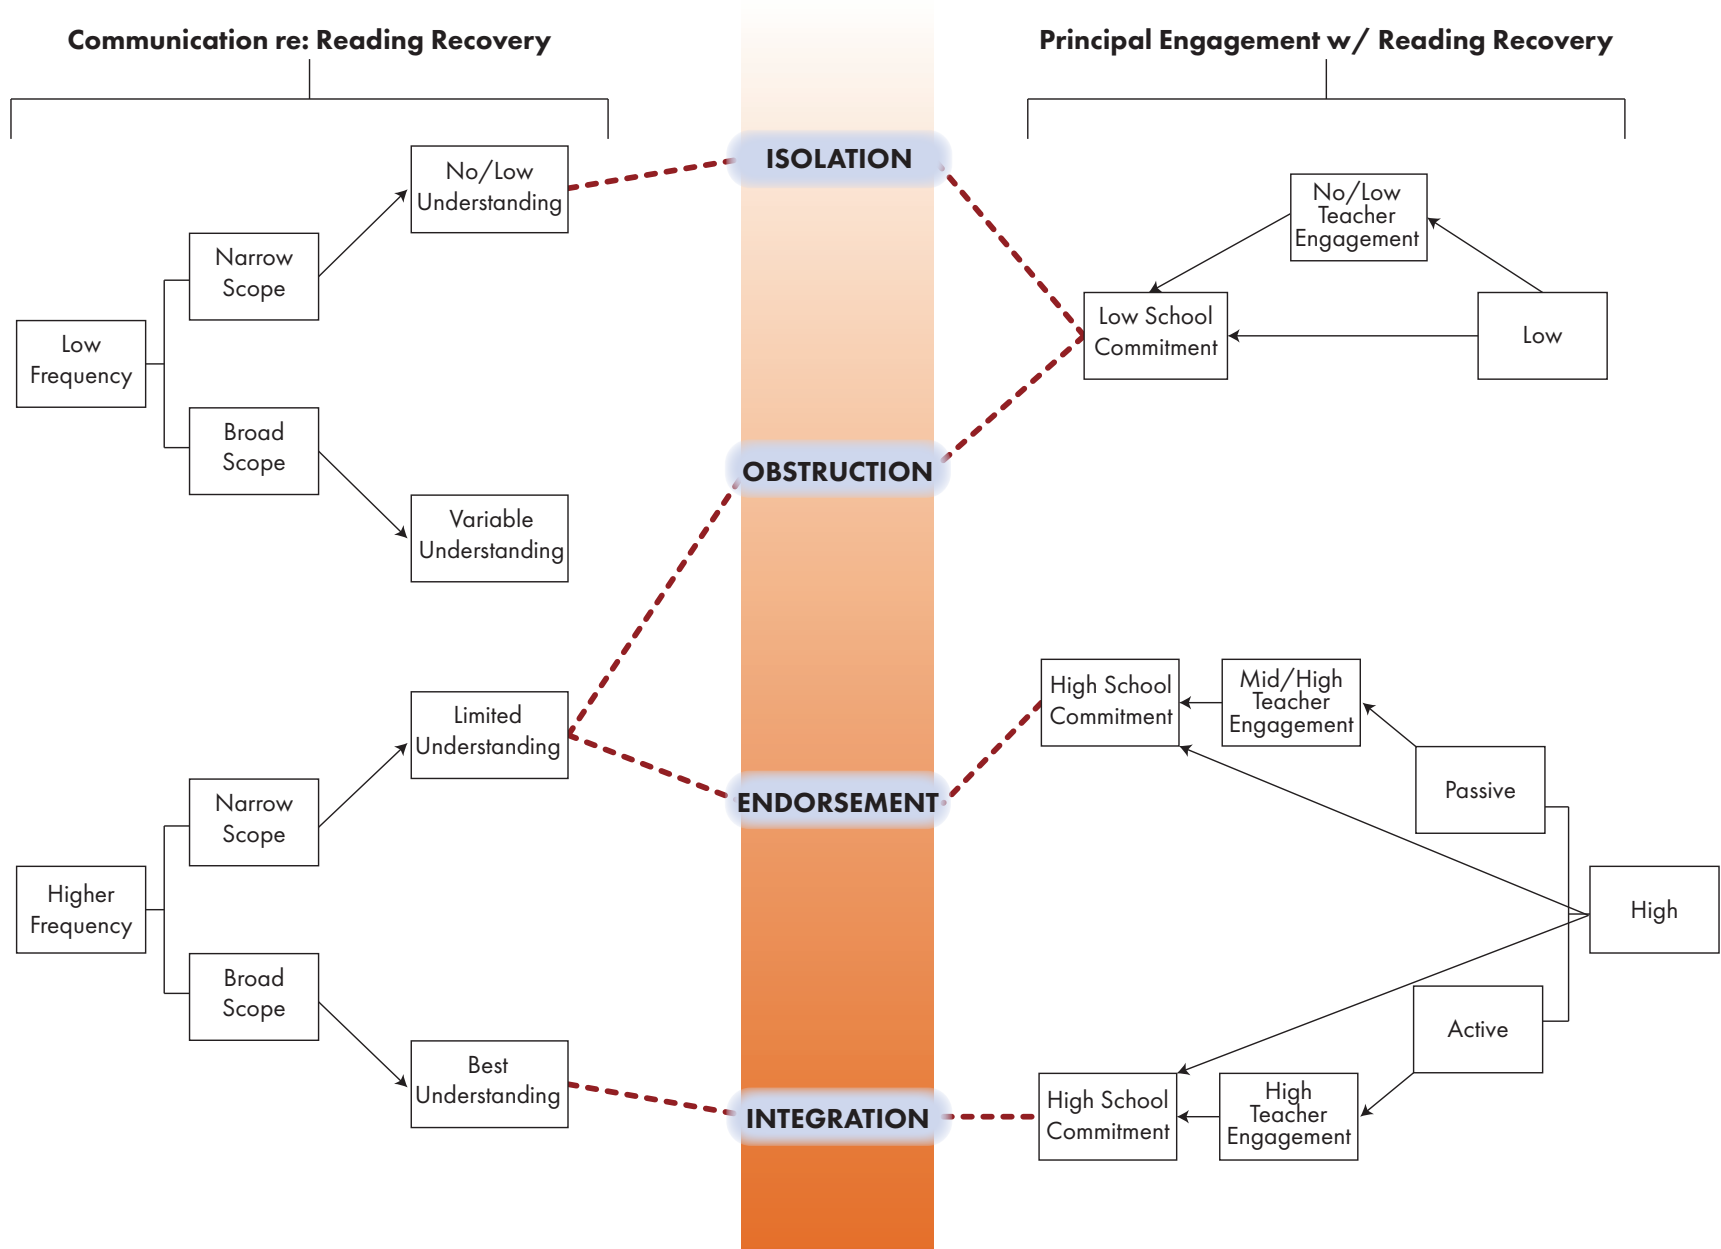 Communication re: Reading Recovery
Principal Engagement w/ Reading Recovery
No/Low
Understanding
Narrow
Scope
Low
Frequency
Broad
Scope
Variable
Understanding
Limited
Understanding
Narrow
Scope
Higher
Frequency
Broad
Scope
Best
Understanding
ISOLATION
OBSTRUCTION
ENDORSEMENT
INTEGRATION
No/Low
Teacher
Engagement
Low School
Commitment
Low
High School
Commitment
Mid/High
Teacher
Engagement
Passive
High
Active
High School
Commitment
High
Teacher
Engagement